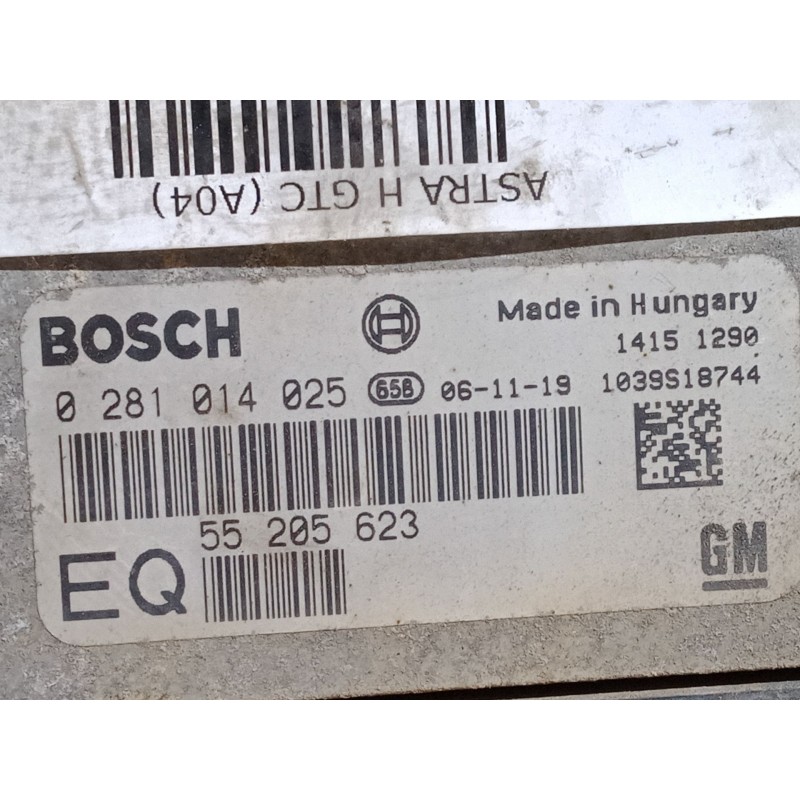 ASTRA H GTC (A04)
BOSCH
Made in Hungary
1415 1290
0 281 014 025 65B 06-11-19 1039S18744
55 205 623
EQ
GM